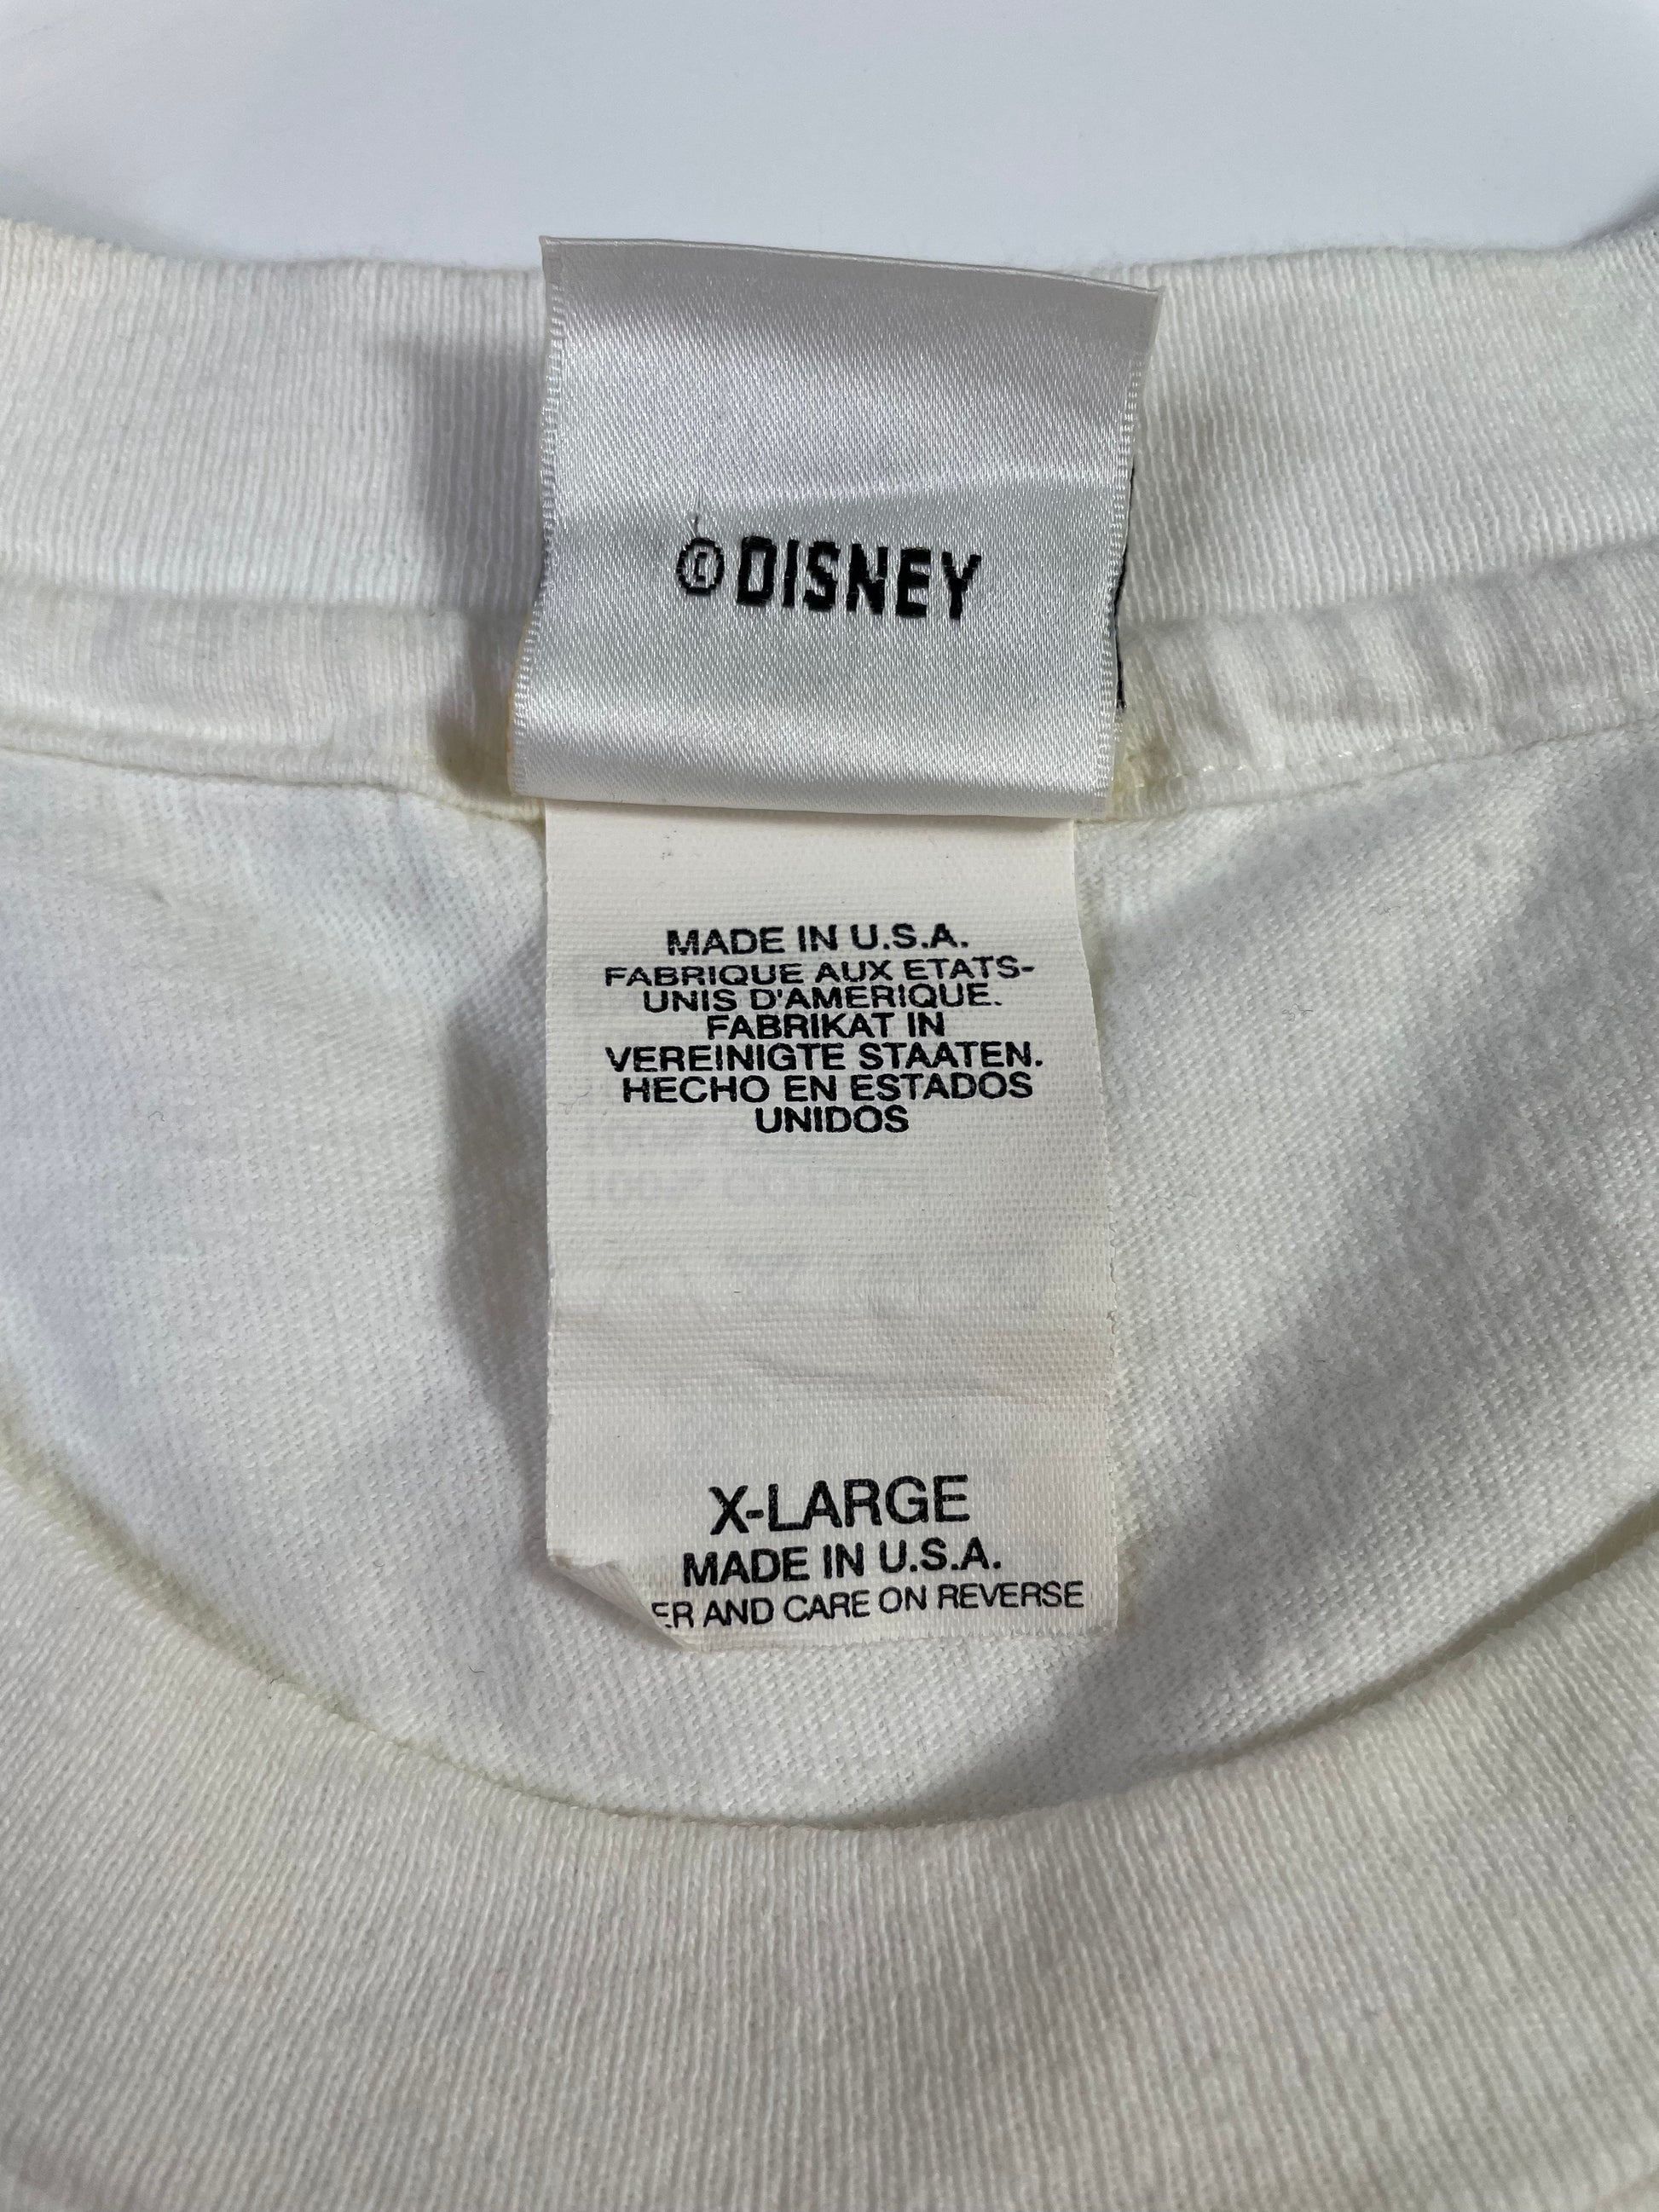 © DISNEY
MADE IN U.S.A.
FABRIQUE AUX ETATS-
UNIS D'AMERIQUE.
FABRIKAT IN
VEREINIGTE STAATEN.
HECHO EN ESTADOS
UNIDOS
X-LARGE
MADE IN U.S.A.
ER AND CARE ON REVERSE